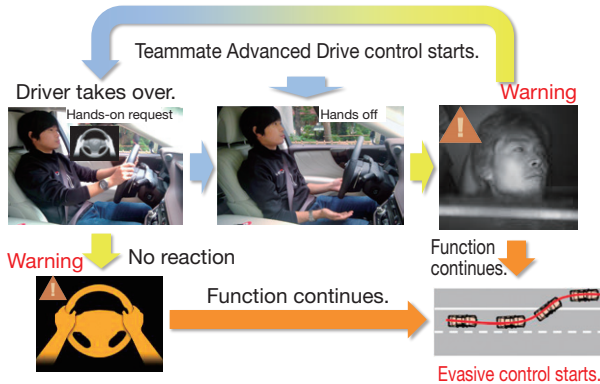 Teammate Advanced Drive control starts.
Driver takes over.
Warning
Hands-on request
Hands off
Warning
No reaction
Function
continues.
Function continues.
Evasive control starts.